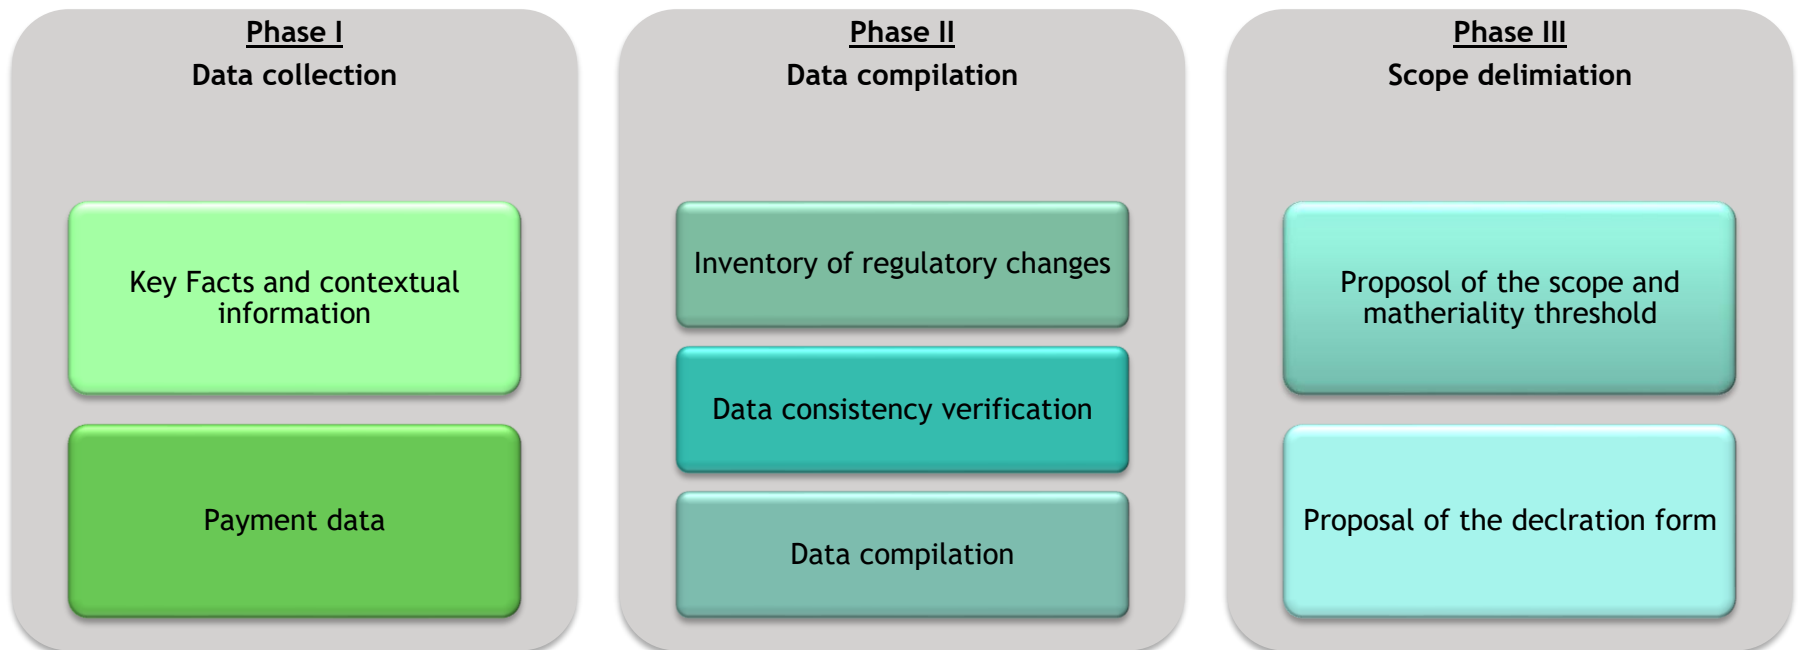 Phase I
Data collection
Key Facts and contextual
information
Payment data
Phase II
Data compilation
Inventory of regulatory changes
Data consistency verification
Data compilation
Phase III
Scope delimiation
Proposol of the scope and
matheriality threshold
Proposal of the declration form